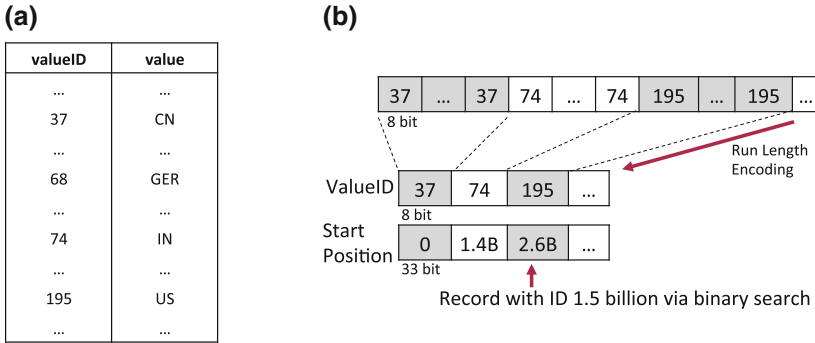 (a)
valueID value
... ...
37 CN
... ...
68 GER
... ...
74 IN
... ...
195 US
... ...
(b)
37 ... 37 74 ... 74 195 ... 195 ...
8 bit
Run Length
Encoding
ValueID 37 74 195 ...
8 bit
Start
Position 0 1.4B 2.6B ...
33 bit
Record with ID 1.5 billion via binary search